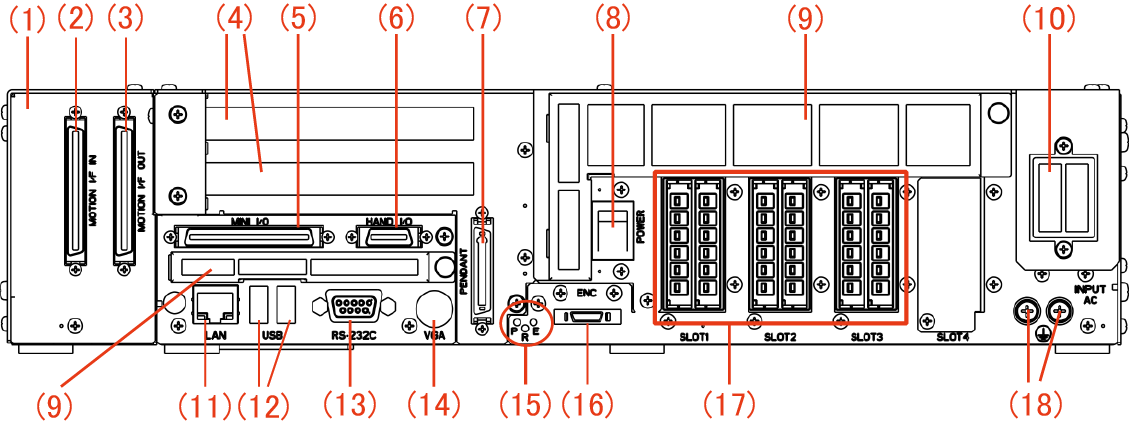 (1) (2) (3) (4) (5) (6) (7) (8) (9) (10)
MOTION I/F IN
MOTION I/F OUT
MINI I/O
HAND I/O
PENDANT
POWER
ENC
INPUT
AC
P
R
E
LAN
USB
RS-232C
VGA
SLOT1
SLOT2
SLOT3
SLOT4
(9) (11) (12) (13) (14) (15) (16) (17) (18)